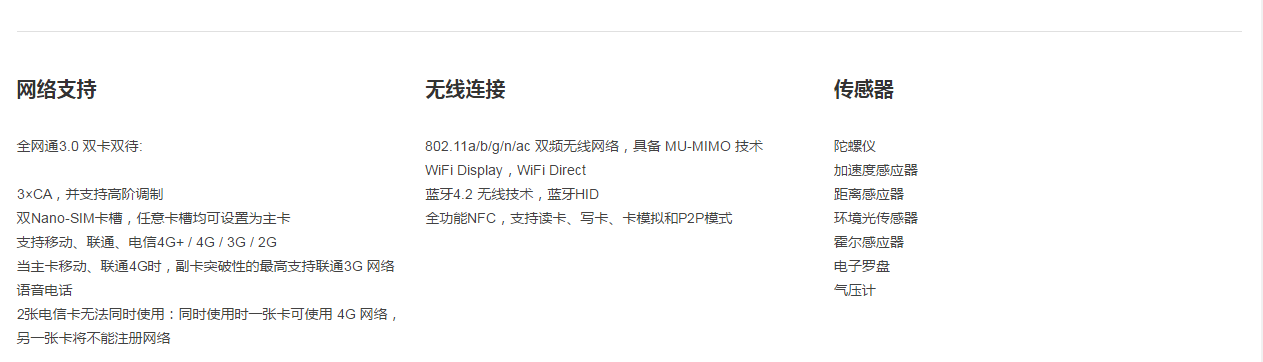 网络支持
全网通3.0 双卡双待:
3×CA，并支持高阶调制
双Nano-SIM卡槽，任意卡槽均可设置为主卡
支持移动、联通、电信4G+ / 4G / 3G / 2G
当主卡移动、联通4G时，副卡突破性的最高支持联通3G 网络
语音电话
2张电信卡无法同时使用：同时使用时一张卡可使用 4G 网络，
另一张卡将不能注册网络
无线连接
802.11a/b/g/n/ac 双频无线网络，具备 MU-MIMO 技术
WiFi Display，WiFi Direct
蓝牙4.2 无线技术，蓝牙HID
全功能NFC，支持读卡、写卡、卡模拟和P2P模式
传感器
陀螺仪
加速度感应器
距离感应器
环境光传感器
霍尔感应器
电子罗盘
气压计